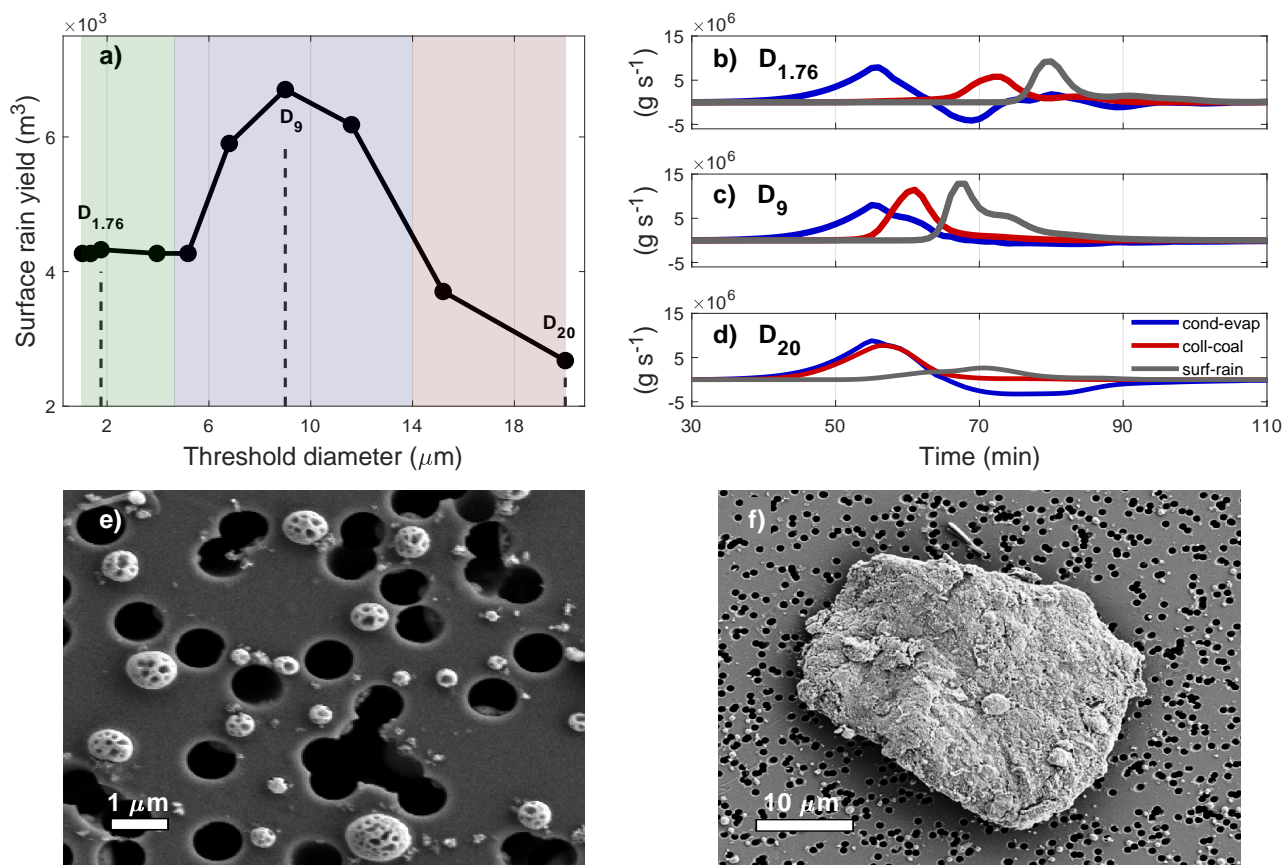 ×10³
a)
Surface rain yield (m³)
6
4
2
D₁.₇₆
D₉
D₂₀
2
6
10
14
18
Threshold diameter (μm)
×10⁶
15
5
-5
(g s⁻¹)
b) D₁.₇₆
×10⁶
15
5
-5
(g s⁻¹)
c) D₉
×10⁶
15
5
-5
(g s⁻¹)
d) D₂₀
cond-evap
coll-coal
surf-rain
30
50
70
90
110
Time (min)
e)
1 μm
f)
10 μm